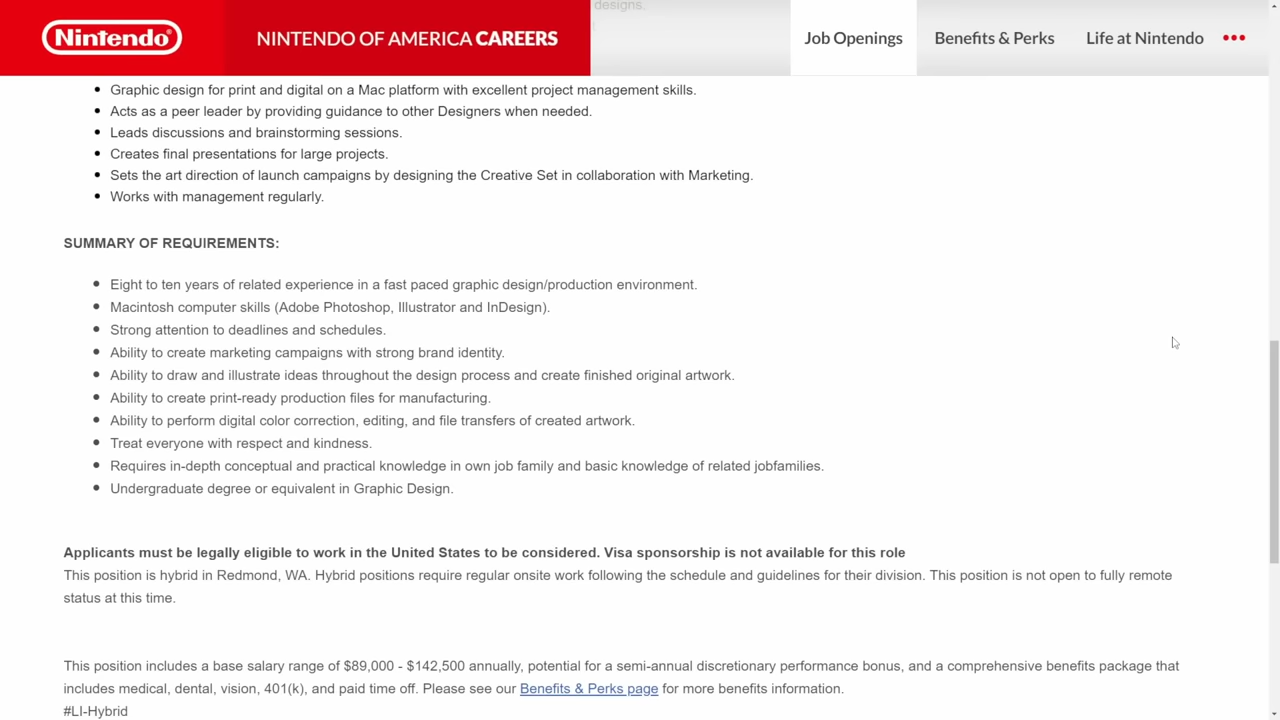 designs.
Nintendo
NINTENDO OF AMERICA CAREERS
Job Openings
Benefits & Perks
Life at Nintendo
Graphic design for print and digital on a Mac platform with excellent project management skills.
Acts as a peer leader by providing guidance to other Designers when needed.
Leads discussions and brainstorming sessions.
Creates final presentations for large projects.
Sets the art direction of launch campaigns by designing the Creative Set in collaboration with Marketing.
Works with management regularly.
SUMMARY OF REQUIREMENTS:
Eight to ten years of related experience in a fast paced graphic design/production environment.
Macintosh computer skills (Adobe Photoshop, Illustrator and InDesign).
Strong attention to deadlines and schedules.
Ability to create marketing campaigns with strong brand identity.
Ability to draw and illustrate ideas throughout the design process and create finished original artwork.
Ability to create print-ready production files for manufacturing.
Ability to perform digital color correction, editing, and file transfers of created artwork.
Treat everyone with respect and kindness.
Requires in-depth conceptual and practical knowledge in own job family and basic knowledge of related jobfamilies.
Undergraduate degree or equivalent in Graphic Design.
Applicants must be legally eligible to work in the United States to be considered. Visa sponsorship is not available for this role
This position is hybrid in Redmond, WA. Hybrid positions require regular onsite work following the schedule and guidelines for their division. This position is not open to fully remote
status at this time.
This position includes a base salary range of $89,000 - $142,500 annually, potential for a semi-annual discretionary performance bonus, and a comprehensive benefits package that
includes medical, dental, vision, 401(k), and paid time off. Please see our Benefits & Perks page for more benefits information.
#LI-Hybrid